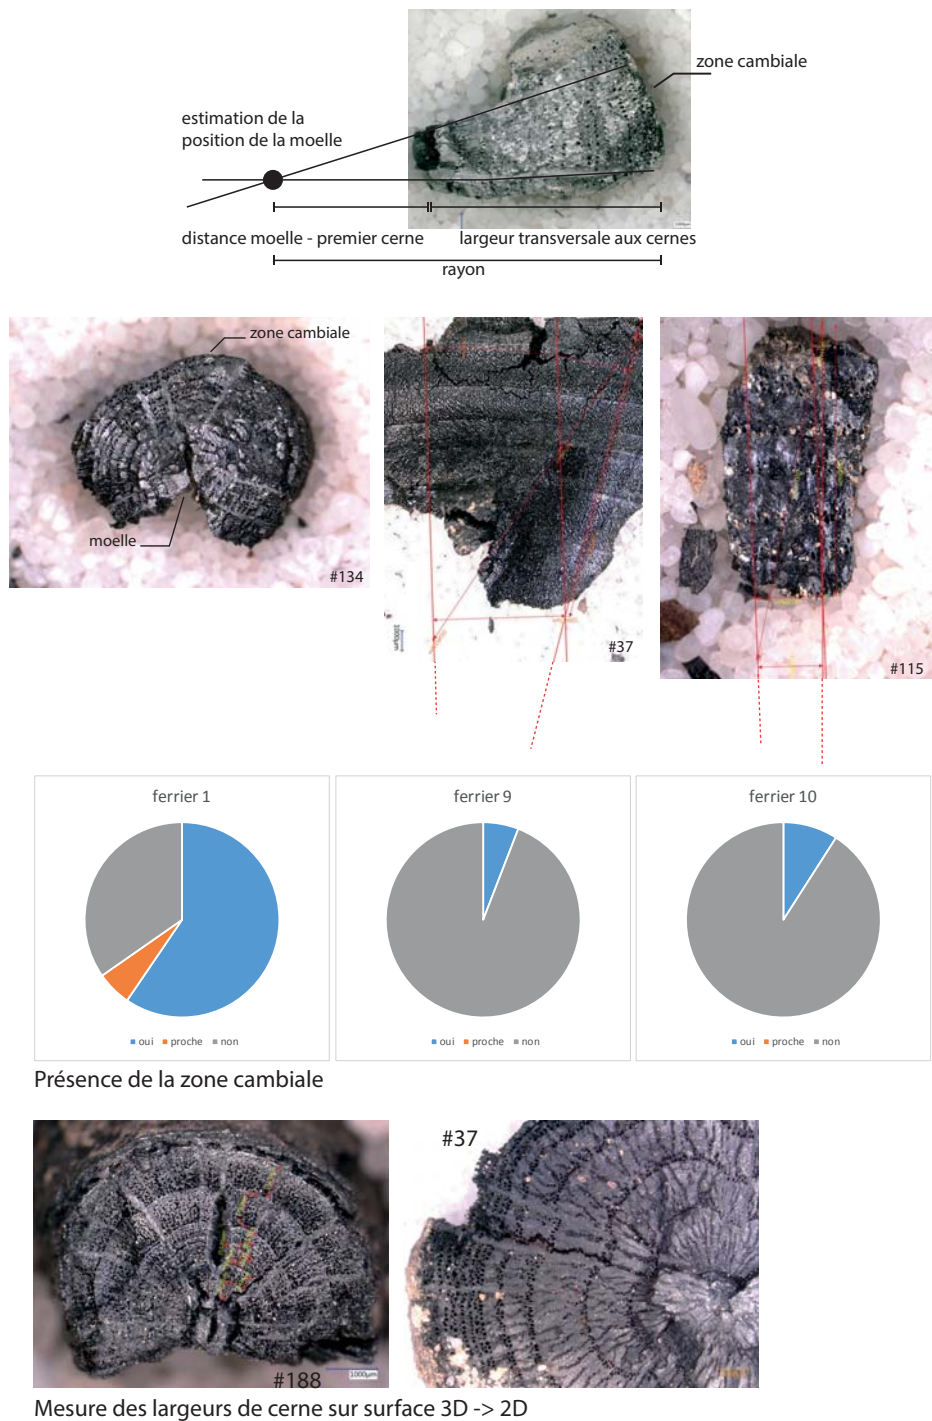 zone cambiale
estimation de la
position de la moelle
distance moelle - premier cerne
largeur transversale aux cernes
rayon
zone cambiale
moelle
#134
1000µm
#37
#115
ferrier 1
oui proche non
ferrier 9
oui proche non
ferrier 10
oui proche non
Présence de la zone cambiale
#188
1000µm
#37
Mesure des largeurs de cerne sur surface 3D -> 2D